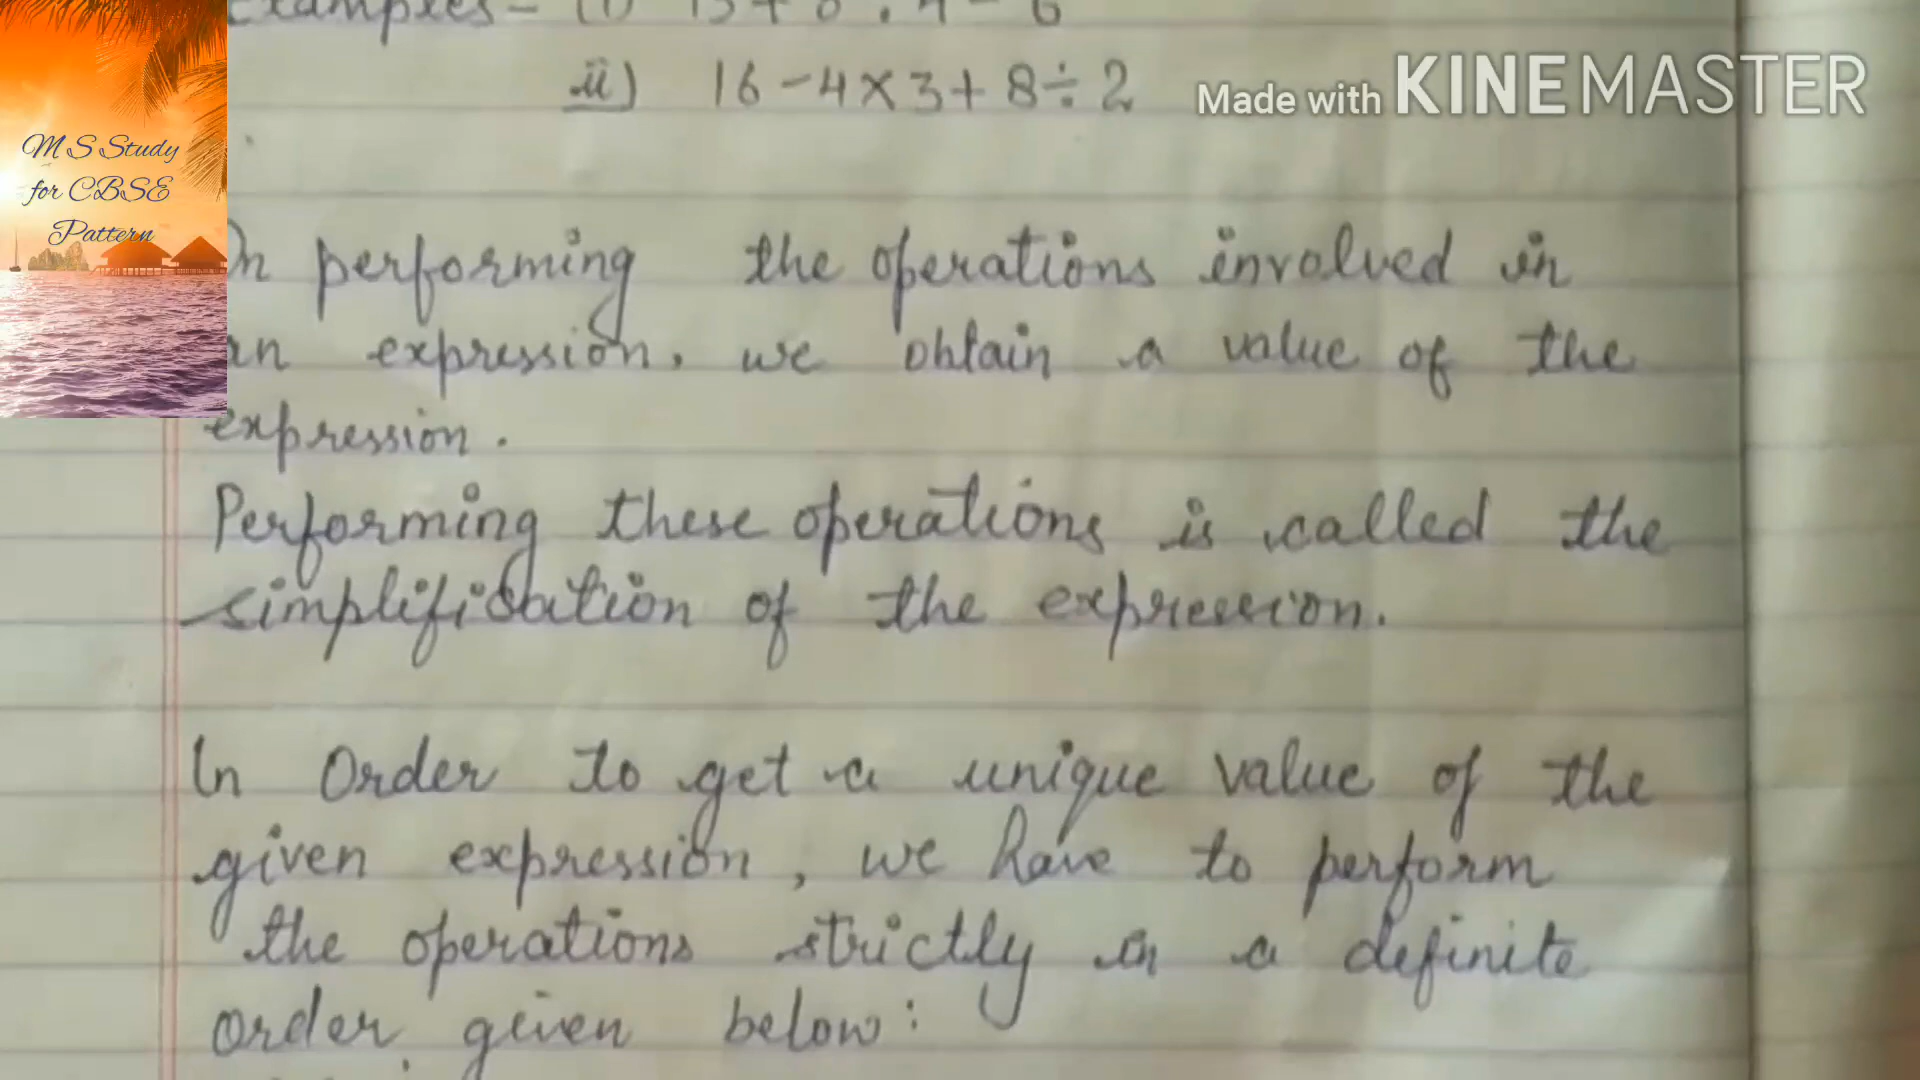 Examples -
ii) 16 - 4 × 3 + 8 ÷ 2
Made with KINEMASTER
M S Study
for CBSE
Pattern
performing the operations involved in
an expression, we obtain a value of the
expression.
Performing these operations is called the
simplification of the expression.
In Order to get a unique value of the
given expression, we have to perform
the operations strictly in a definite
order, given below: